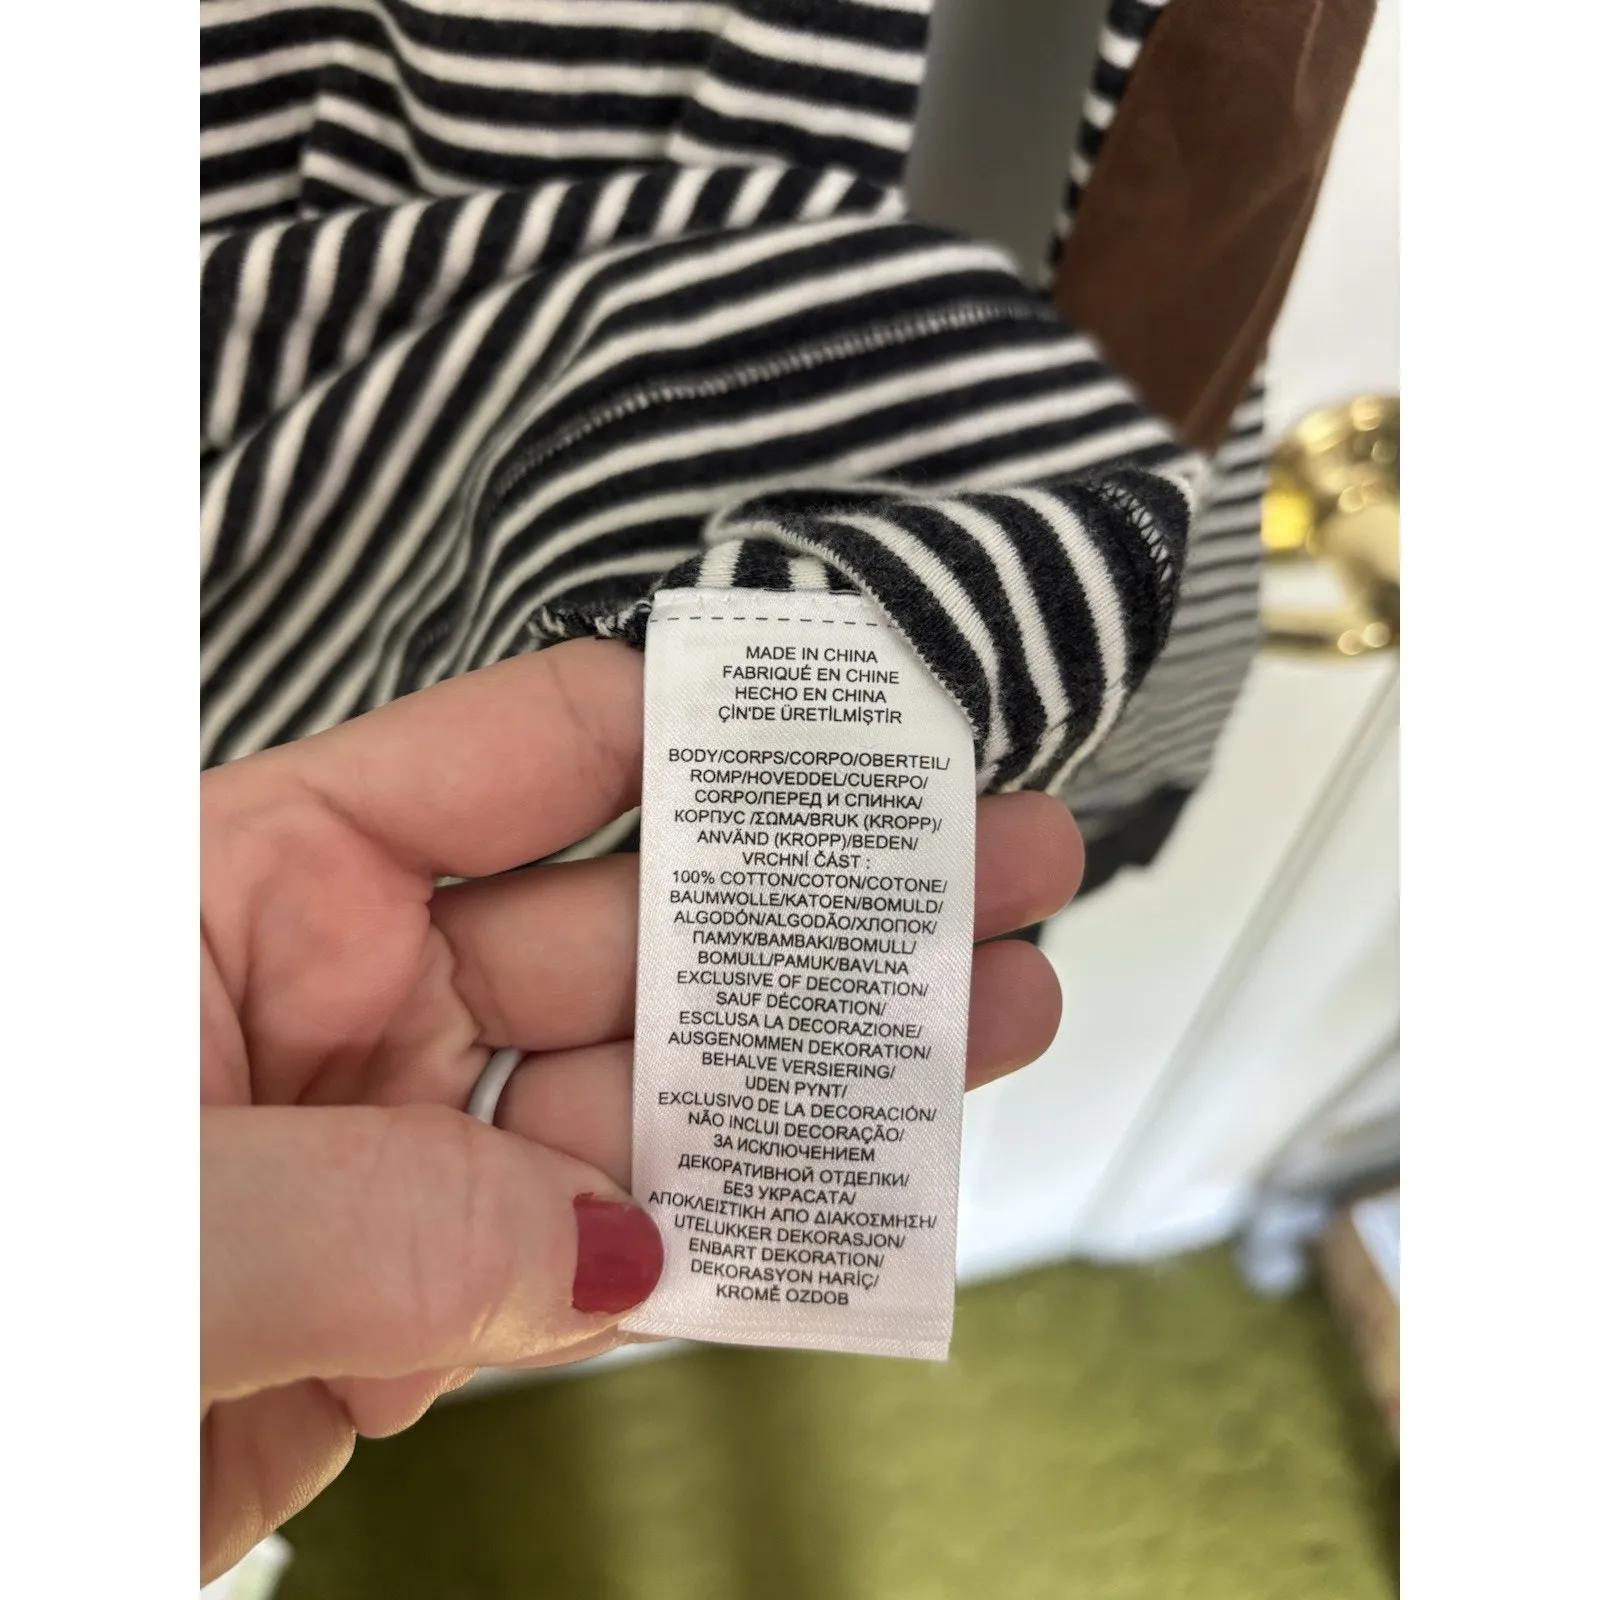 MADE IN CHINA
FABRIQUÉ EN CHINE
HECHO EN CHINA
ÇİN'DE ÜRETİLMİŞTİR
BODY/CORPS/CORPO/OBERTEIL/
ROMP/HOVEDDEL/CUERPO/
CORPO/ПЕРЕД И СПИНКА/
КОРПУС /ΣΩΜΑ/BRUK (KROPP)/
ANVÄND (KROPP)/BEDEN/
VRCHNÍ ČÁST :
100% COTTON/COTON/COTONE/
BAUMWOLLE/KATOEN/BOMULD/
ALGODÓN/ALGODÃO/ХЛОПОК/
ПАМУК/ΒΑΜΒΑΚΙ/BOMULL/
BOMULL/PAMUK/BAVLNA
EXCLUSIVE OF DECORATION/
SAUF DÉCORATION/
ESCLUSA LA DECORAZIONE/
AUSGENOMMEN DEKORATION/
BEHALVE VERSIERING/
UDEN PYNT/
EXCLUSIVO DE LA DECORACIÓN/
NÃO INCLUI DECORAÇÃO/
ЗА ИСКЛЮЧЕНИЕМ
ДЕКОРАТИВНОЙ ОТДЕЛКИ/
БЕЗ УКРАСАТА/
ΑΠΟΚΛΕΙΣΤΙΚΗ ΑΠΟ ΔΙΑΚΟΣΜΗΣΗ/
UTELUKKER DEKORASJON/
ENBART DEKORATION/
DEKORASYON HARİÇ/
KROMĚ OZDOB